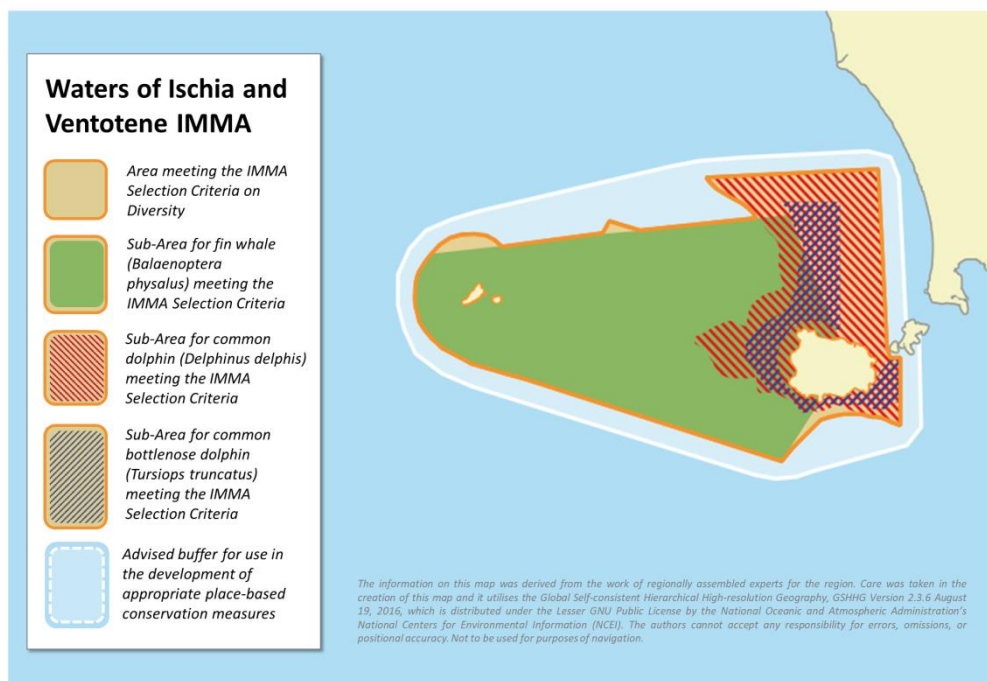 Waters of Ischia and
Ventotene IMMA
Area meeting the IMMA
Selection Criteria on
Diversity
Sub-Area for fin whale
(Balaenoptera
physalus) meeting the
IMMA Selection Criteria
Sub-Area for common
dolphin (Delphinus delphis)
meeting the IMMA
Selection Criteria
Sub-Area for common
bottlenose dolphin
(Tursiops truncatus)
meeting the IMMA
Selection Criteria
Advised buffer for use in
the development of
appropriate place-based
conservation measures
The information on this map was derived from the work of regionally assembled experts for the region. Care was taken in the
creation of this map and it utilises the Global Self-consistent Hierarchical High-resolution Geography, GSHHG Version 2.3.6 August
19, 2016, which is distributed under the Lesser GNU Public License by the National Oceanic and Atmospheric Administration's
National Centers for Environmental Information (NCEI). The authors cannot accept any responsibility for errors, omissions, or
positional accuracy. Not to be used for purposes of navigation.